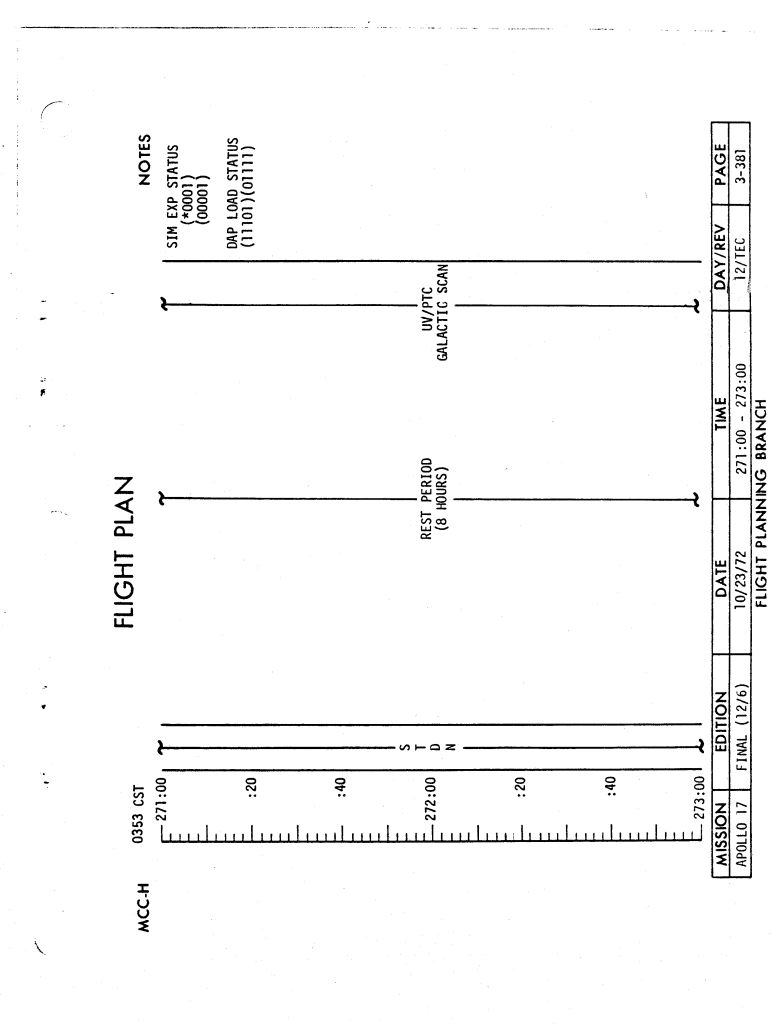 FLIGHT PLAN
MCC-H
0353 CST
NOTES
271:00
:20
:40
272:00
:20
:40
273:00
S
T
D
N
REST PERIOD
(8 HOURS)
UV/PTC
GALACTIC SCAN
SIM EXP STATUS
(*0001)
(00001)
DAP LOAD STATUS
(11101)(01111)
MISSION EDITION DATE TIME DAY/REV PAGE
APOLLO 17 FINAL (12/6) 10/23/72 271:00 - 273:00 12/TEC 3-381
FLIGHT PLANNING BRANCH